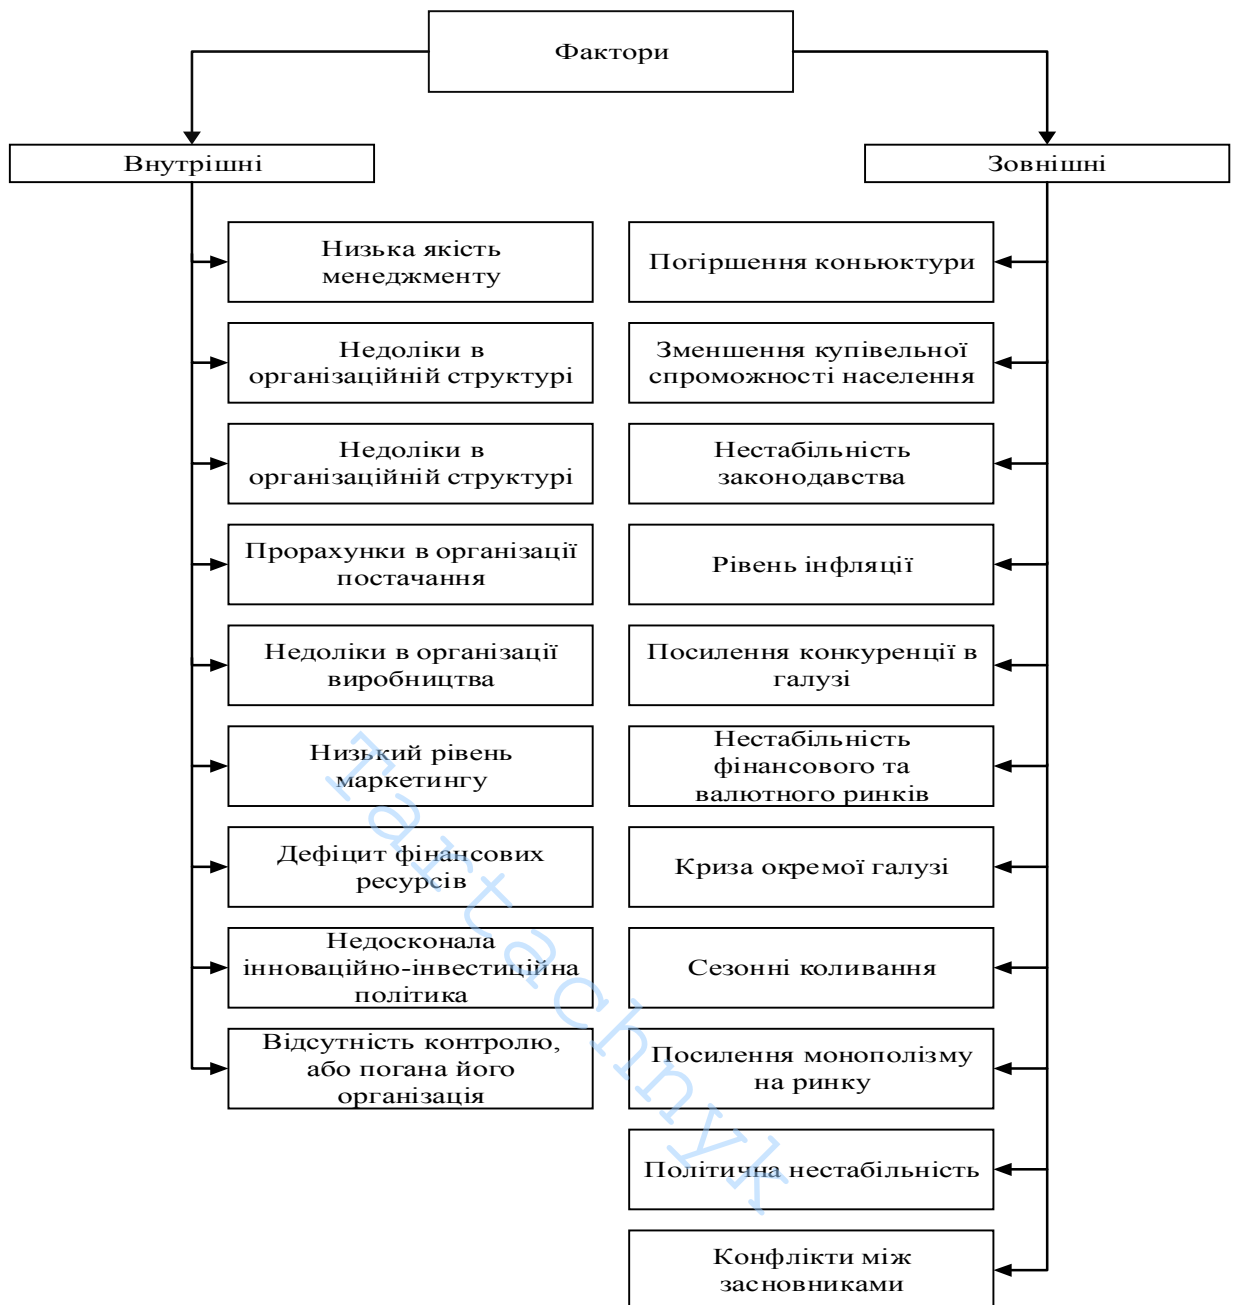 Фактори
Внутрішні
Зовнішні
Низька якість
менеджменту
Недоліки в
організаційній структурі
Недоліки в
організаційній структурі
Прорахунки в організації
постачання
Недоліки в організації
виробництва
Низький рівень
маркетингу
Дефіцит фінансових
ресурсів
Недосконала
інноваційно-інвестиційна
політика
Відсутність контролю,
або погана його
організація
Погіршення коньюктури
Зменшення купівельної
спроможності населення
Нестабільність
законодавства
Рівень інфляції
Посилення конкуренції в
галузі
Нестабільність
фінансового та
валютного ринків
Криза окремої галузі
Сезонні коливання
Посилення монополізму
на ринку
Політична нестабільність
Конфлікти між
засновниками
Tartachnyk